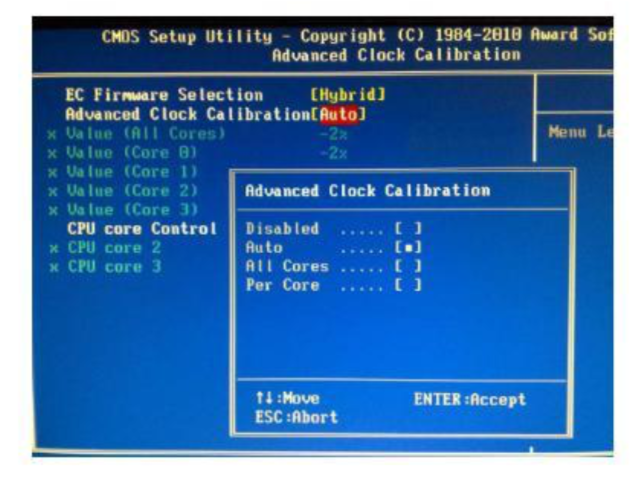 CMOS Setup Utility - Copyright (C) 1984-2010 Award Sof
Advanced Clock Calibration
EC Firmware Selection [Hybrid]
Advanced Clock Calibration[Auto]
x Value (All Cores) -2%
x Value (Core 0) -2%
x Value (Core 1)
x Value (Core 2)
x Value (Core 3)
CPU core Control
x CPU core 2
x CPU core 3
Menu Le
Advanced Clock Calibration
Disabled ..... [ ]
Auto ..... [■]
All Cores ..... [ ]
Per Core ..... [ ]
↑↓:Move ENTER:Accept
ESC:Abort